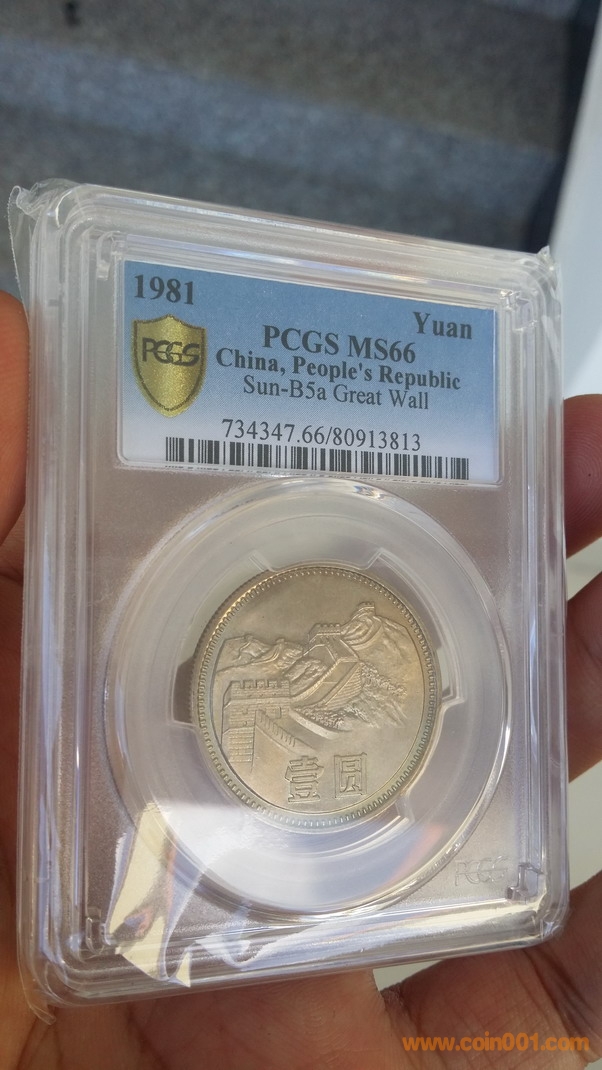 1981
Yuan
PCGS
PCGS MS66
China, People's Republic
Sun-B5a Great Wall
734347.66/80913813
壹圆
PCGS
www.coin001.com